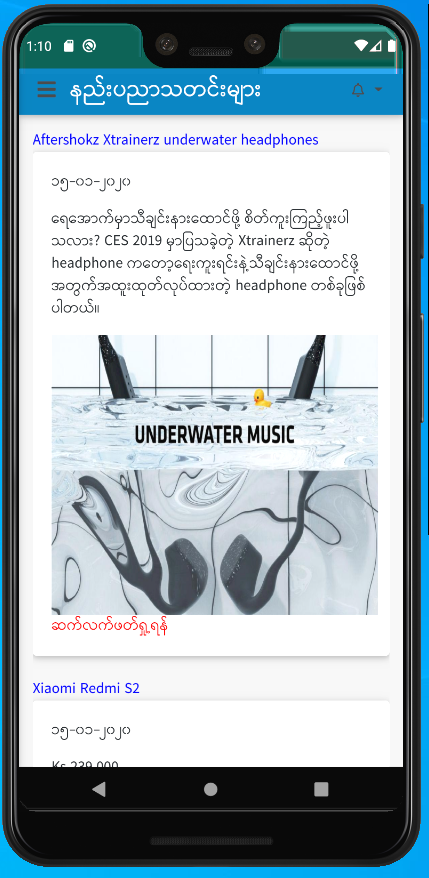 1:10
နည်းပညာသတင်းများ
Aftershokz Xtrainerz underwater headphones
၁၅-၀၁-၂၀၂၀
ရေအောက်မှာသီချင်းနားထောင်ဖို့ စိတ်ကူးကြည့်ဖူးပါ
သလား? CES 2019 မှာပြသခဲ့တဲ့ Xtrainerz ဆိုတဲ့
headphone ကတော့ရေးကူးရင်းနဲ့သီချင်းနားထောင်ဖို့
အတွက်အထူးထုတ်လုပ်ထားတဲ့ headphone တစ်ခုဖြစ်
ပါတယ်။
UNDERWATER MUSIC
ဆက်လက်ဖတ်ရှု့ရန်
Xiaomi Redmi S2
၁၅-၀၁-၂၀၂၀
Ks 239,000